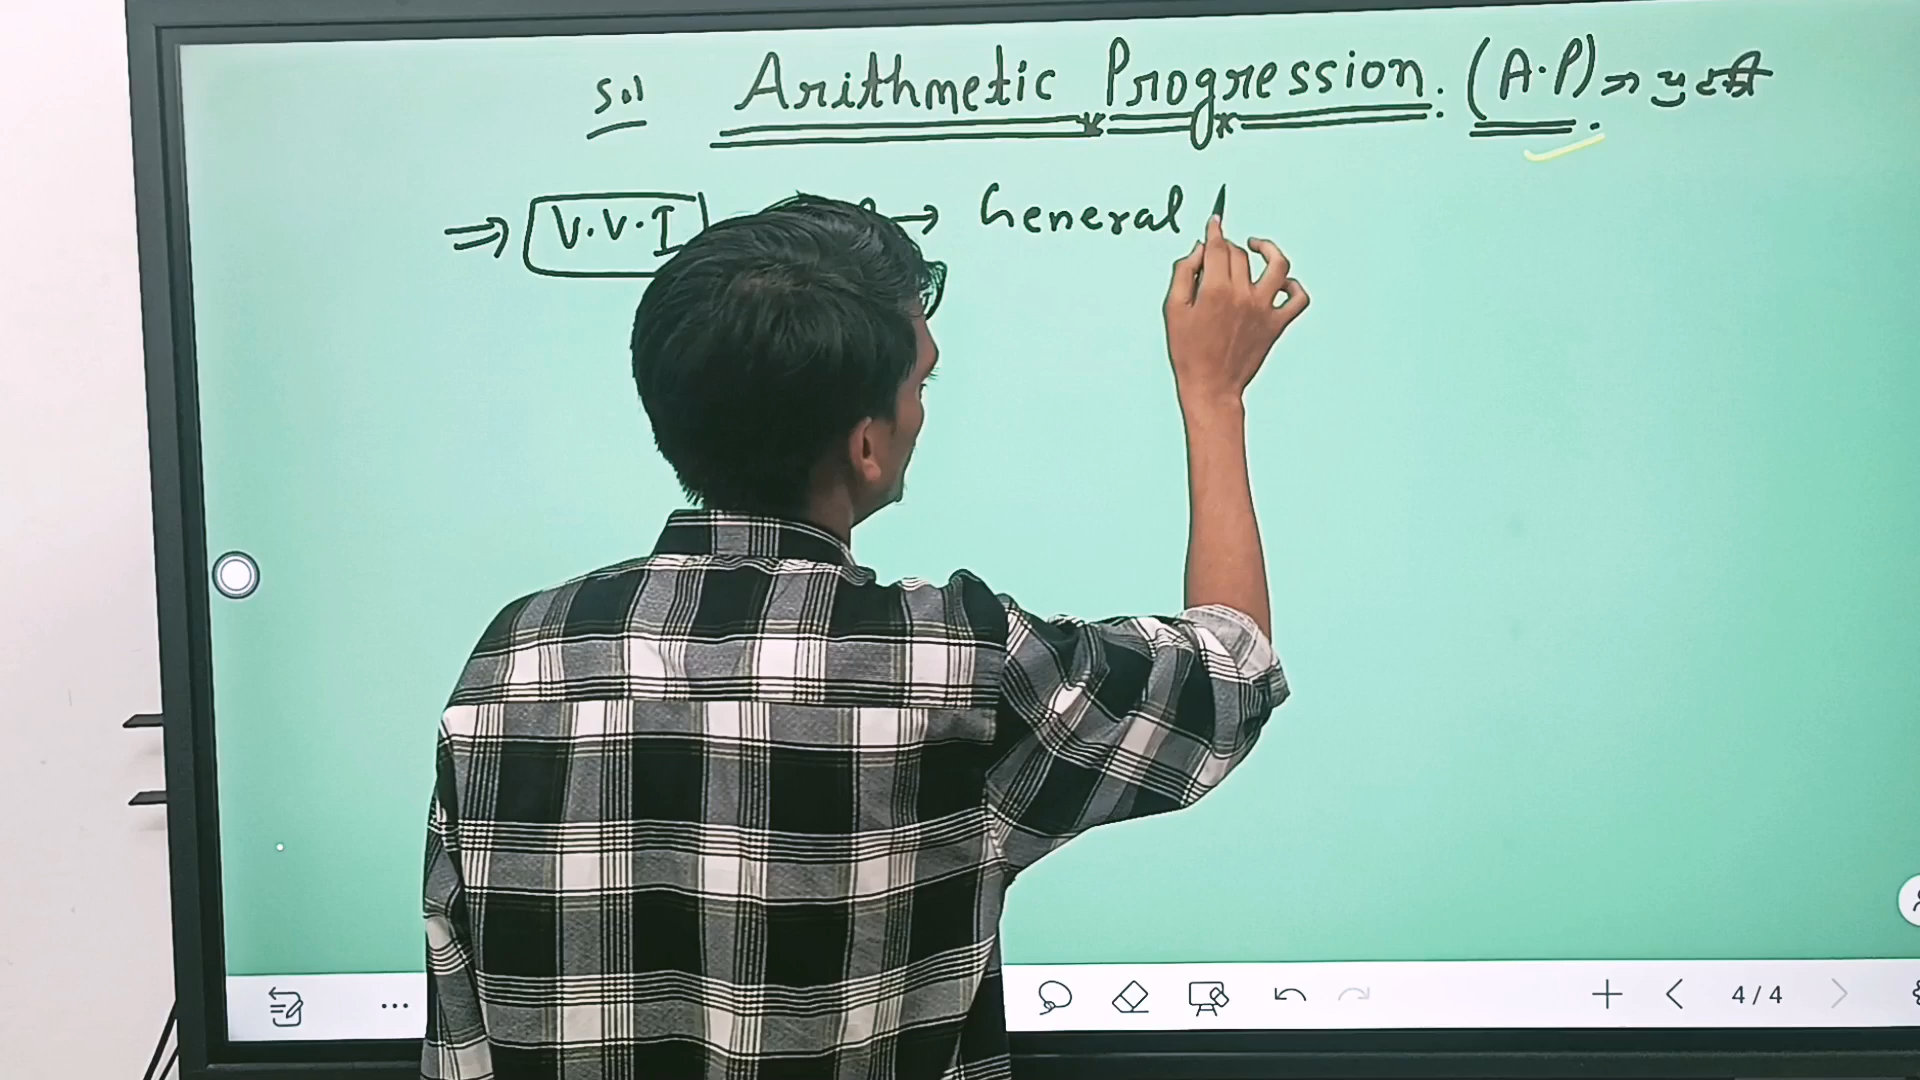 5.1 Arithmetic Progression. (A.P) ⇒
⇒ V.V.I → General
4/4